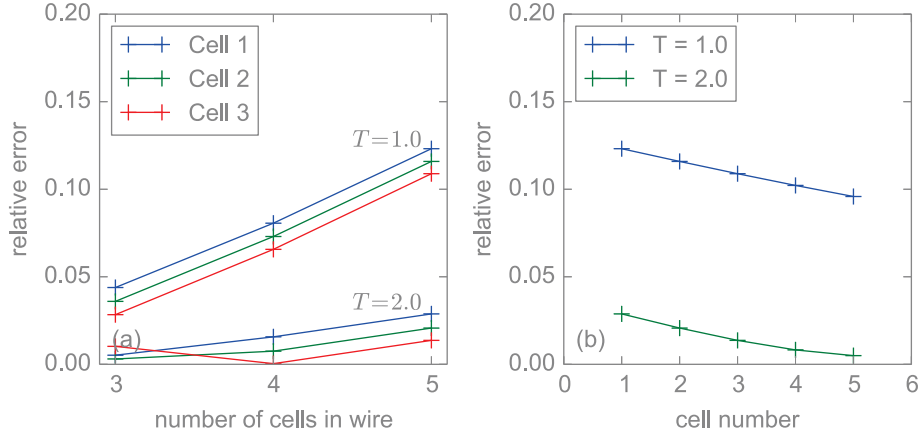 0.20
0.15
0.10
0.05
0.00
relative error
Cell 1
Cell 2
Cell 3
T=1.0
T=2.0
(a)
3 4 5
number of cells in wire
0.20
0.15
0.10
0.05
0.00
relative error
T = 1.0
T = 2.0
(b)
0 1 2 3 4 5 6
cell number